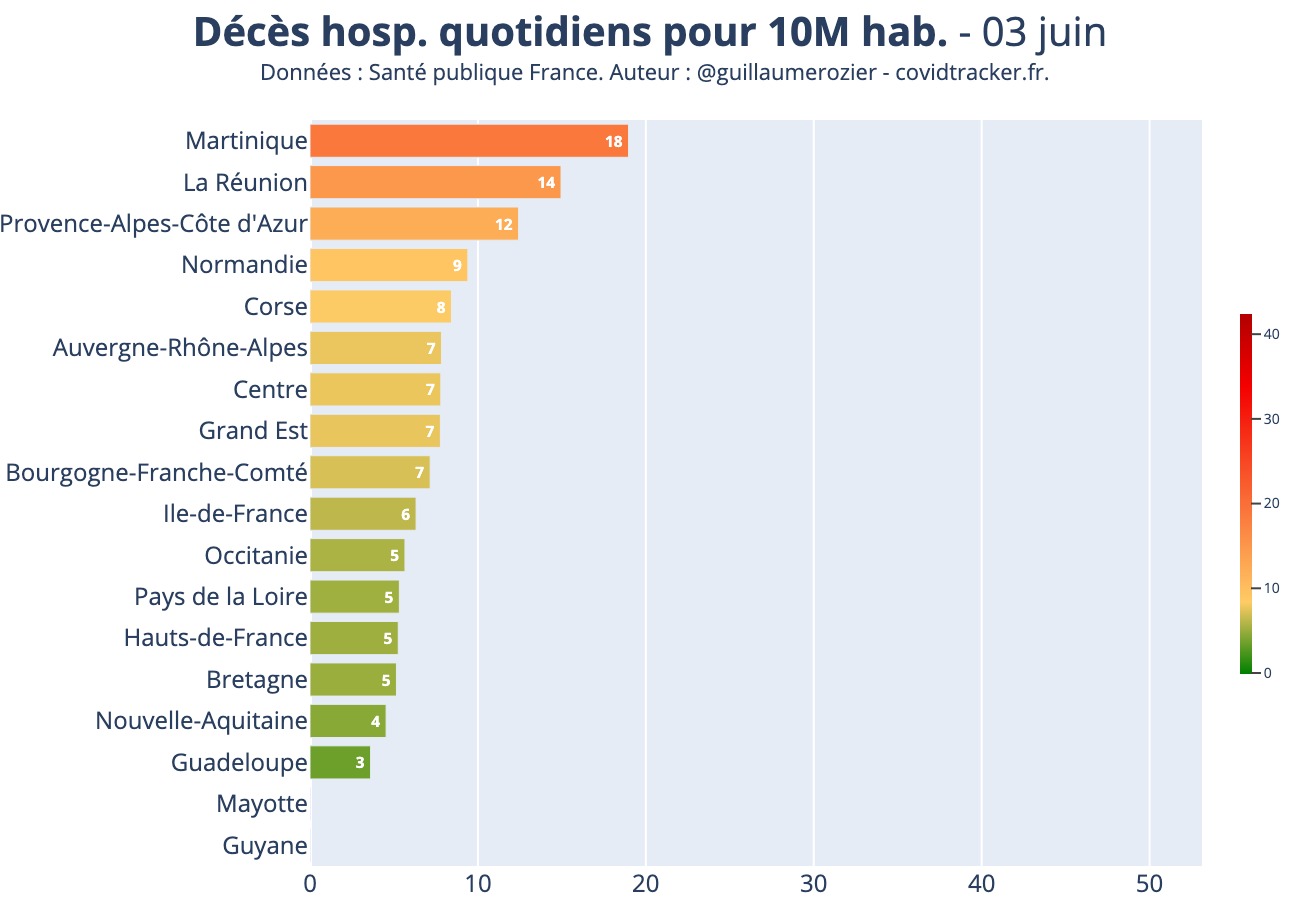 Décès hosp. quotidiens pour 10M hab. - 03 juin
Données : Santé publique France. Auteur : @guillaumerozier - covidtracker.fr.
Martinique 18
La Réunion 14
Provence-Alpes-Côte d'Azur 12
Normandie 9
Corse 8
Auvergne-Rhône-Alpes 7
Centre 7
Grand Est 7
Bourgogne-Franche-Comté 7
Ile-de-France 6
Occitanie 5
Pays de la Loire 5
Hauts-de-France 5
Bretagne 5
Nouvelle-Aquitaine 4
Guadeloupe 3
Mayotte
Guyane
0 10 20 30 40 50
40
30
20
10
0